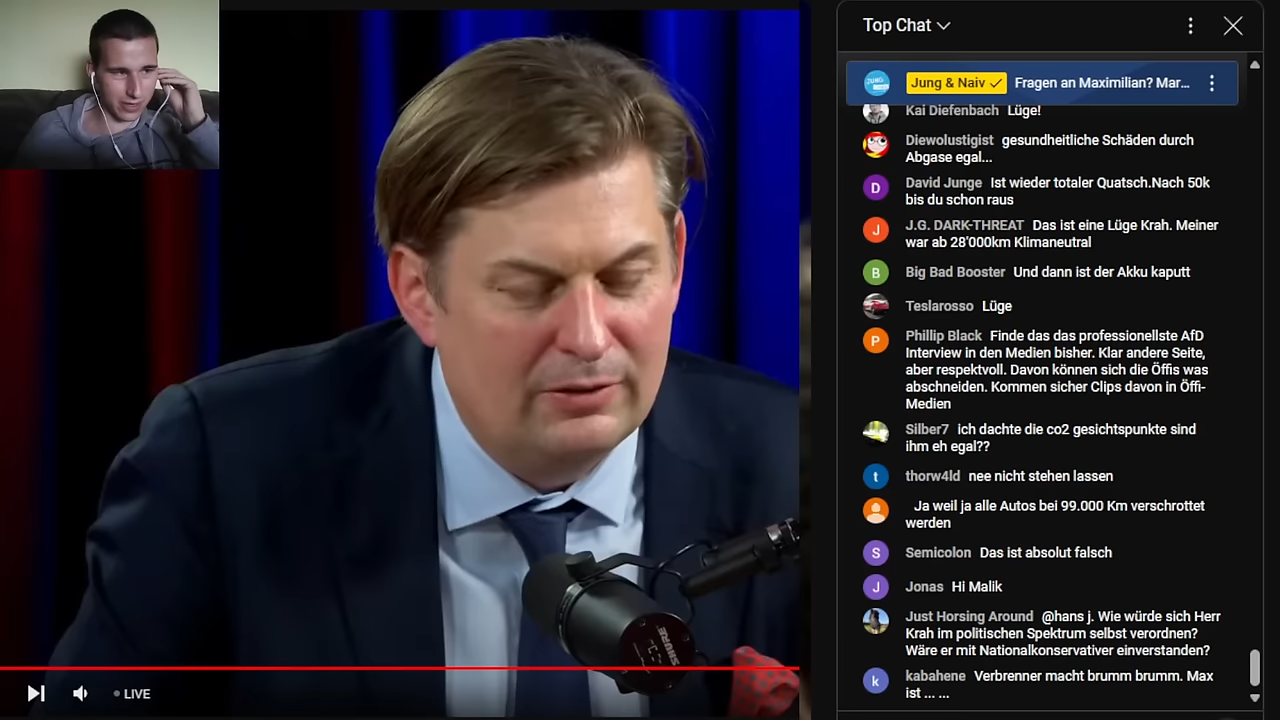 Top Chat
Jung & Naiv Fragen an Maximilian? Mar...
Kai Diefenbach Lüge!
Diewolustigist gesundheitliche Schäden durch
Abgase egal...
David Junge Ist wieder totaler Quatsch.Nach 50k
bis du schon raus
J.G. DARK-THREAT Das ist eine Lüge Krah. Meiner
war ab 28'000km Klimaneutral
Big Bad Booster Und dann ist der Akku kaputt
Teslarosso Lüge
Phillip Black Finde das das professionellste AfD
Interview in den Medien bisher. Klar andere Seite,
aber respektvoll. Davon können sich die Öffis was
abschneiden. Kommen sicher Clips davon in Öffi-
Medien
Silber7 ich dachte die co2 gesichtspunkte sind
ihm eh egal??
thorw4ld nee nicht stehen lassen
Ja weil ja alle Autos bei 99.000 Km verschrottet
werden
Semicolon Das ist absolut falsch
Jonas Hi Malik
Just Horsing Around @hans j. Wie würde sich Herr
Krah im politischen Spektrum selbst verordnen?
Wäre er mit Nationalkonservativer einverstanden?
kabahene Verbrenner macht brumm brumm. Max
ist ... ...
SHURE
LIVE